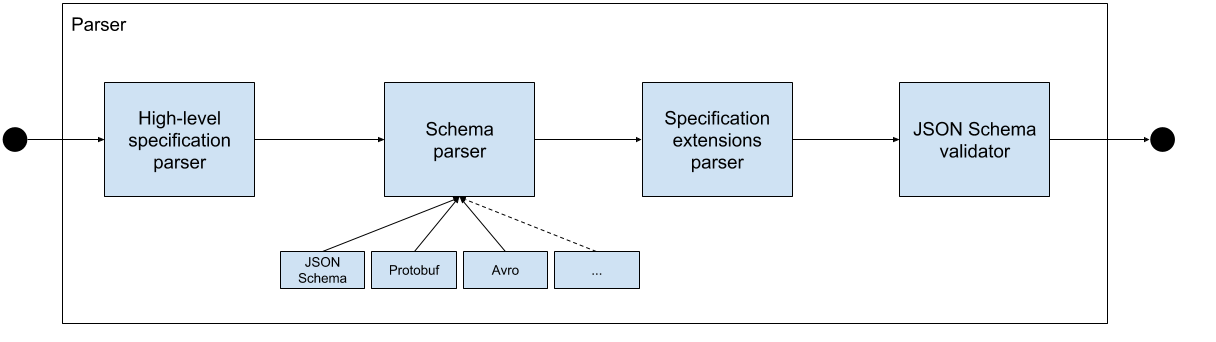 Parser
High-level
specification
parser
Schema
parser
Specification
extensions
parser
JSON Schema
validator
JSON
Schema
Protobuf
Avro
...